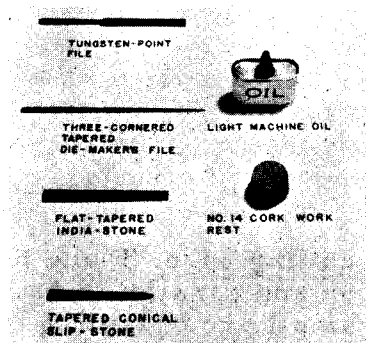 TUNGSTEN-POINT
FILE
OIL
THREE-CORNERED
TAPERED
DIE-MAKER'S FILE
LIGHT MACHINE OIL
FLAT-TAPERED
INDIA-STONE
NO. 14 CORK WORK
REST
TAPERED CONICAL
SLIP-STONE